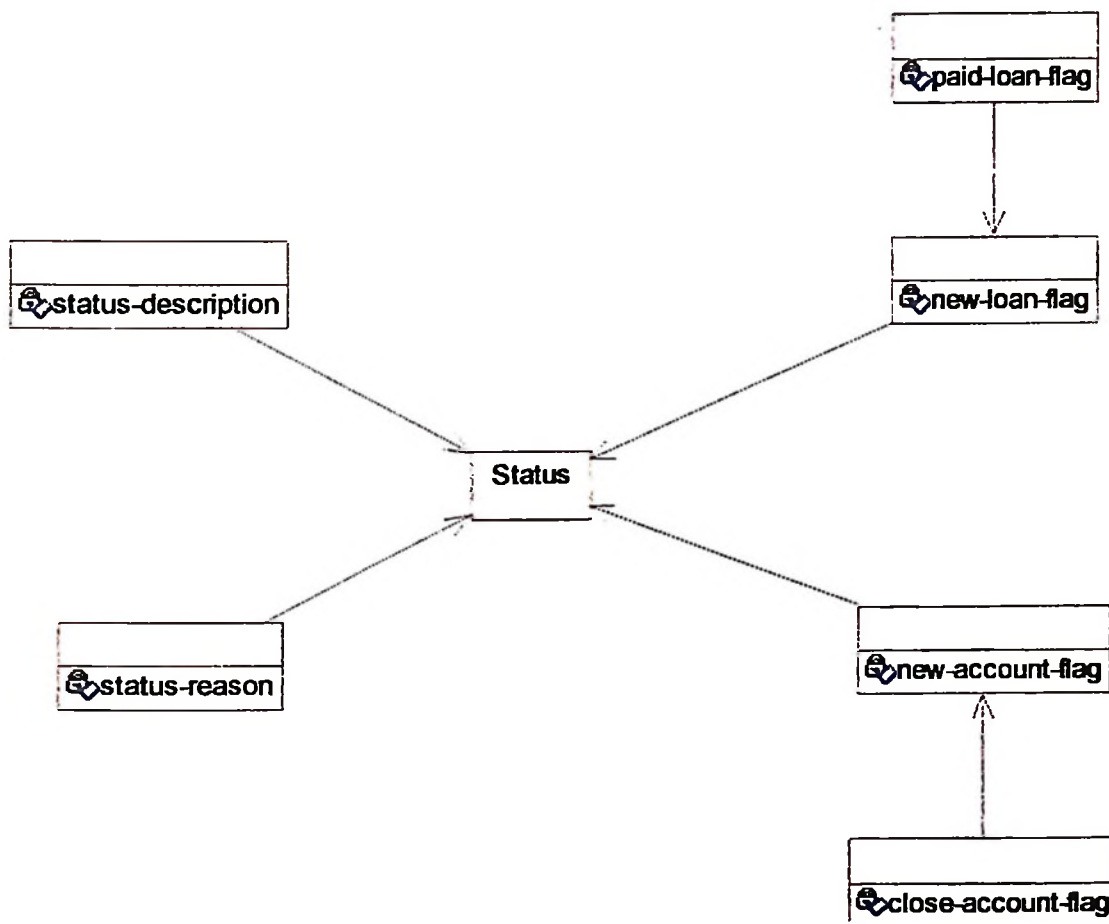 paid-loan-flag
status-description
new-loan-flag
Status
status-reason
new-account-flag
close-account-flag